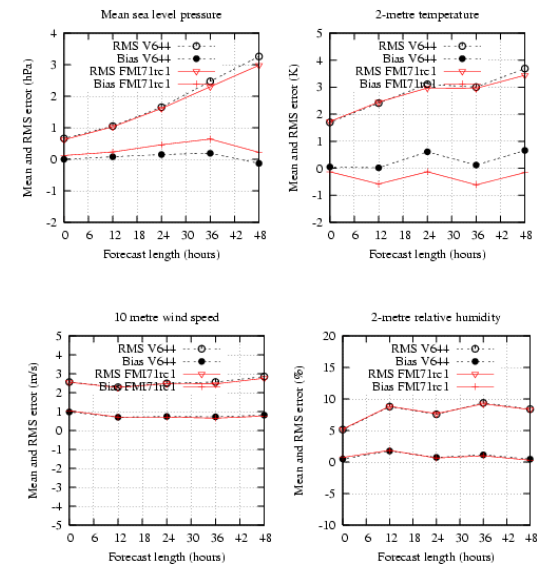 Mean sea level pressure
Mean and RMS error (hPa)
4
3
2
1
0
-1
-2
RMS V644
Bias V644
RMS FMI71rc1
Bias FMI71rc1
0 6 12 18 24 30 36 42 48
Forecast length (hours)
2-metre temperature
Mean and RMS error (K)
5
4
3
2
1
0
-1
-2
RMS V644
Bias V644
RMS FMI71rc1
Bias FMI71rc1
0 6 12 18 24 30 36 42 48
Forecast length (hours)
10 metre wind speed
Mean and RMS error (m/s)
5
4
3
2
1
0
-1
-2
-3
-4
-5
RMS V644
Bias V644
RMS FMI71rc1
Bias FMI71rc1
0 6 12 18 24 30 36 42 48
Forecast length (hours)
2-metre relative humidity
Mean and RMS error (%)
20
15
10
5
0
-5
-10
RMS V644
Bias V644
RMS FMI71rc1
Bias FMI71rc1
0 6 12 18 24 30 36 42 48
Forecast length (hours)